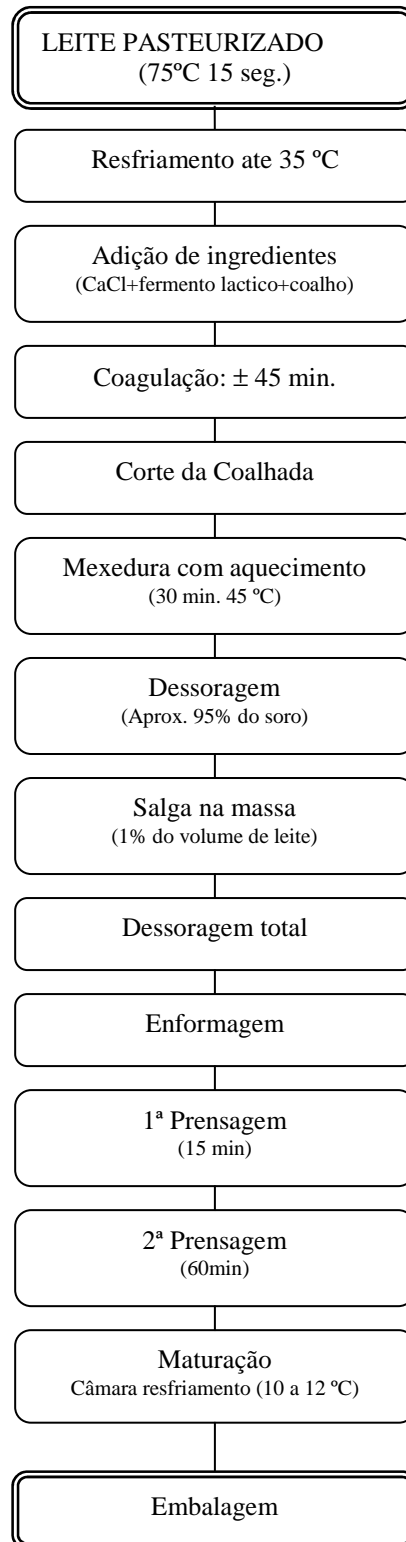 LEITE PASTEURIZADO
(75ºC 15 seg.)
Resfriamento ate 35 ºC
Adição de ingredientes
(CaCl+fermento lactico+coalho)
Coagulação: ± 45 min.
Corte da Coalhada
Mexedura com aquecimento
(30 min. 45 ºC)
Dessoragem
(Aprox. 95% do soro)
Salga na massa
(1% do volume de leite)
Dessoragem total
Enformagem
1ª Prensagem
(15 min)
2ª Prensagem
(60min)
Maturação
Câmara resfriamento (10 a 12 ºC)
Embalagem